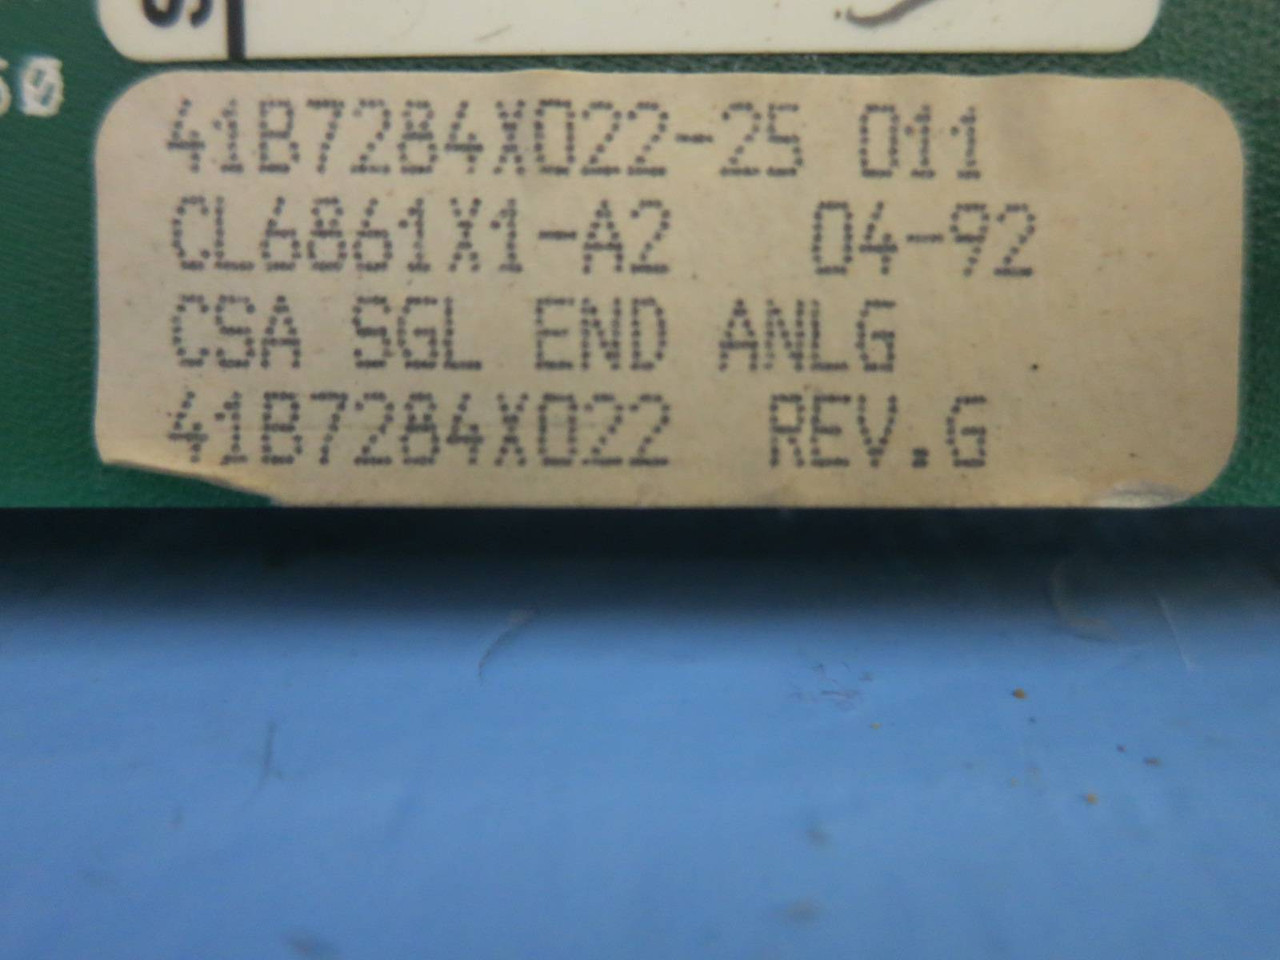 41B7284X022-25 011
CL6861X1-A2 04-92
CSA SGL END ANLG
41B7284X022 REV.G